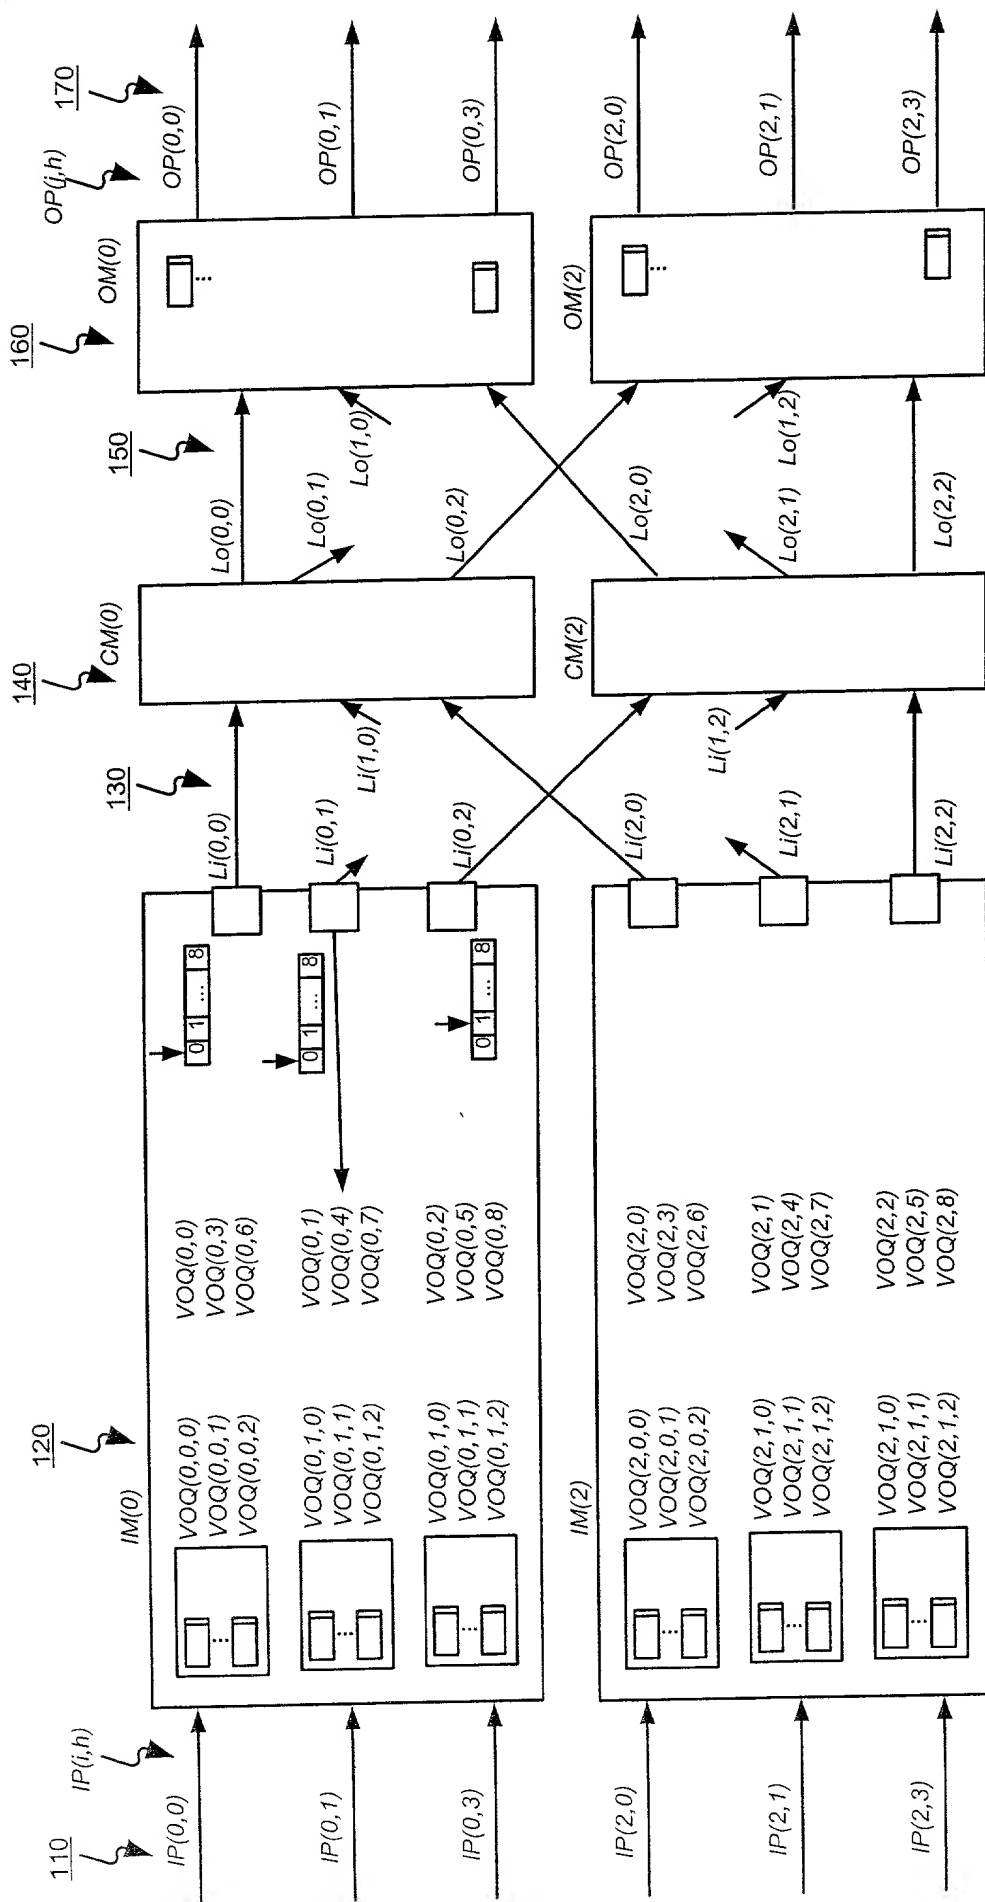 110
IP(i,h)
120
130
140
150
160
OP(j,h)
170
IM(0)
CM(0)
OM(0)
IP(0,0)
VOQ(0,0,0)
VOQ(0,0,1)
VOQ(0,0,2)
VOQ(0,0)
VOQ(0,3)
VOQ(0,6)
0 1 ... 8
Li(0,0)
Lo(0,0)
OP(0,0)
IP(0,1)
VOQ(0,1,0)
VOQ(0,1,1)
VOQ(0,1,2)
VOQ(0,1)
VOQ(0,4)
VOQ(0,7)
0 1 ... 8
Li(0,1)
Li(1,0)
Lo(0,1)
Lo(1,0)
OP(0,1)
IP(0,3)
VOQ(0,1,0)
VOQ(0,1,1)
VOQ(0,1,2)
VOQ(0,2)
VOQ(0,5)
VOQ(0,8)
0 1 ... 8
Li(0,2)
Lo(0,2)
OP(0,3)
IM(2)
CM(2)
OM(2)
IP(2,0)
VOQ(2,0,0)
VOQ(2,0,1)
VOQ(2,0,2)
VOQ(2,0)
VOQ(2,3)
VOQ(2,6)
Li(2,0)
Lo(2,0)
OP(2,0)
IP(2,1)
VOQ(2,1,0)
VOQ(2,1,1)
VOQ(2,1,2)
VOQ(2,1)
VOQ(2,4)
VOQ(2,7)
Li(2,1)
Li(1,2)
Lo(2,1)
Lo(1,2)
OP(2,1)
IP(2,3)
VOQ(2,1,0)
VOQ(2,1,1)
VOQ(2,1,2)
VOQ(2,2)
VOQ(2,5)
VOQ(2,8)
Li(2,2)
Lo(2,2)
OP(2,3)